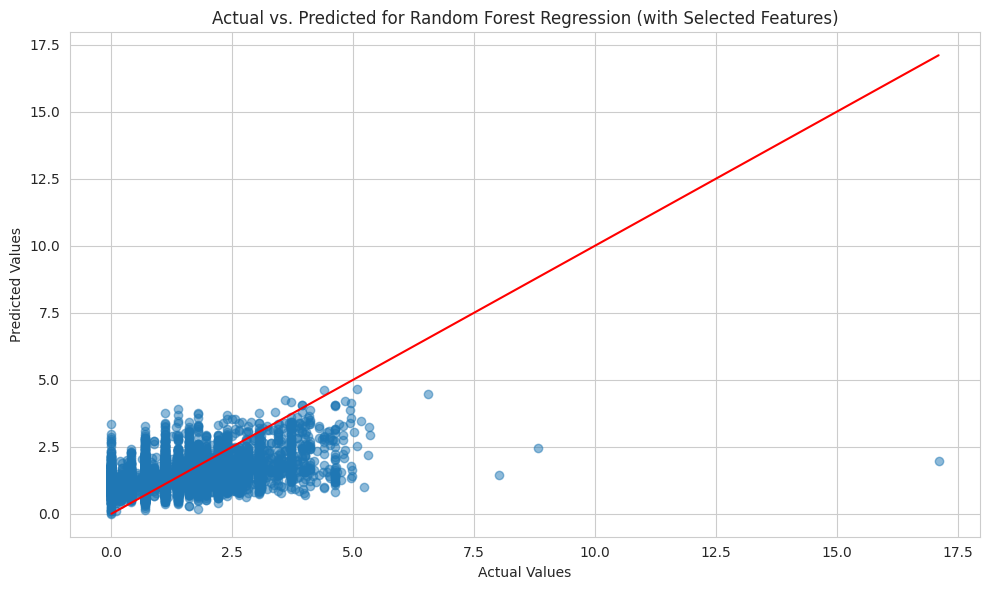 Actual vs. Predicted for Random Forest Regression (with Selected Features)
17.5
15.0
12.5
10.0
7.5
5.0
2.5
0.0
Predicted Values
0.0 2.5 5.0 7.5 10.0 12.5 15.0 17.5
Actual Values